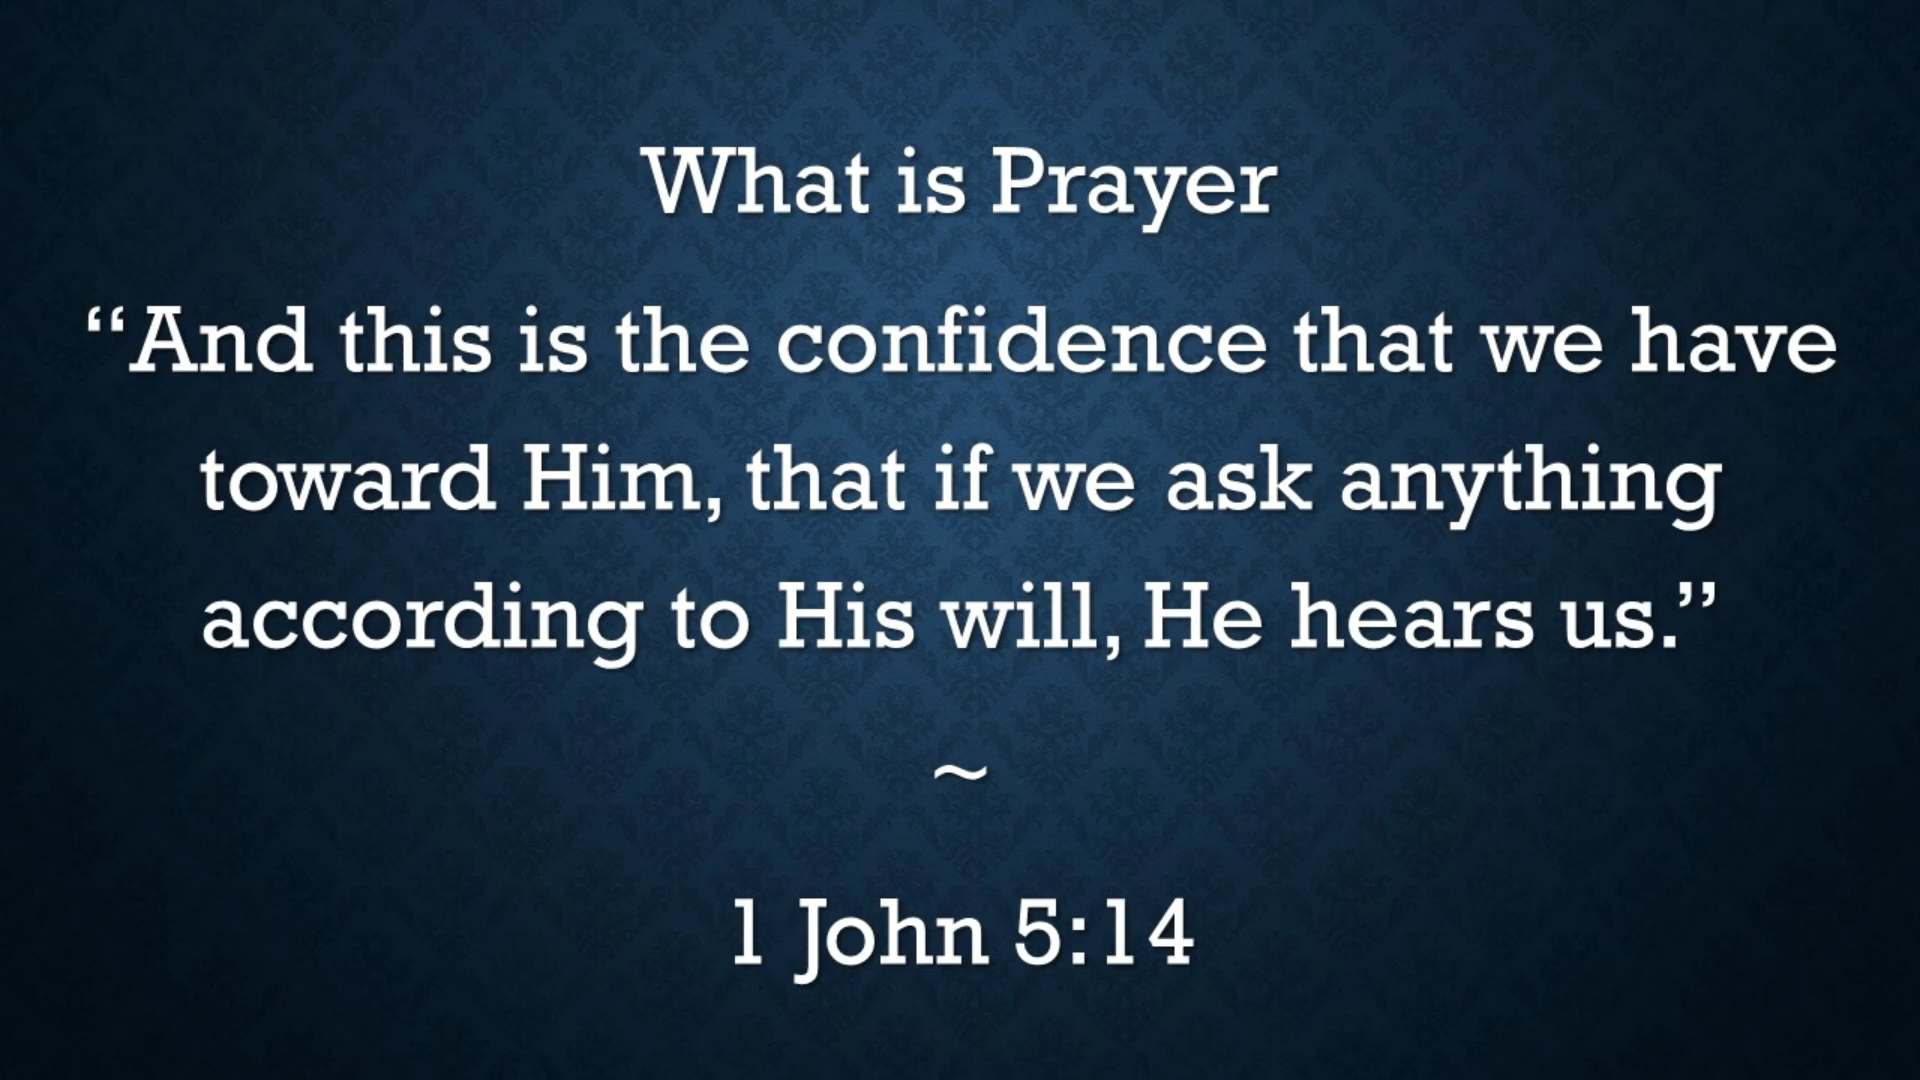 What is Prayer
“And this is the confidence that we have
toward Him, that if we ask anything
according to His will, He hears us.”
~
1 John 5:14